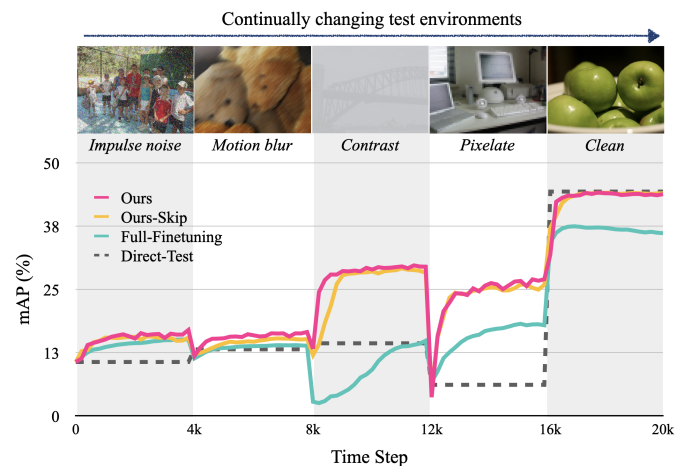 Continually changing test environments
Impulse noise Motion blur Contrast Pixelate Clean
50
38
25
13
0
mAP (%)
Ours
Ours-Skip
Full-Finetuning
Direct-Test
0 4k 8k 12k 16k 20k
Time Step